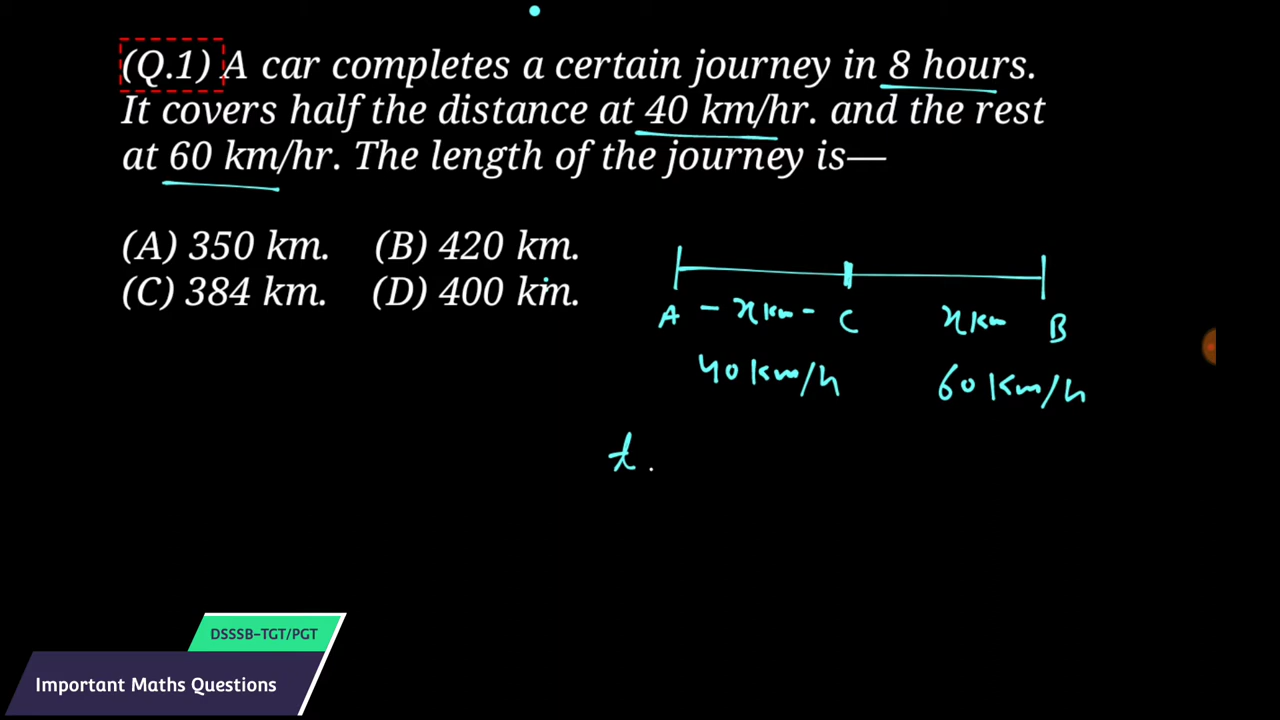 (Q.1) A car completes a certain journey in 8 hours.
It covers half the distance at 40 km/hr. and the rest
at 60 km/hr. The length of the journey is—
(A) 350 km. (B) 420 km.
(C) 384 km. (D) 400 km.
A - x km - C x km B
40 km/h 60 km/h
t
DSSSB-TGT/PGT
Important Maths Questions